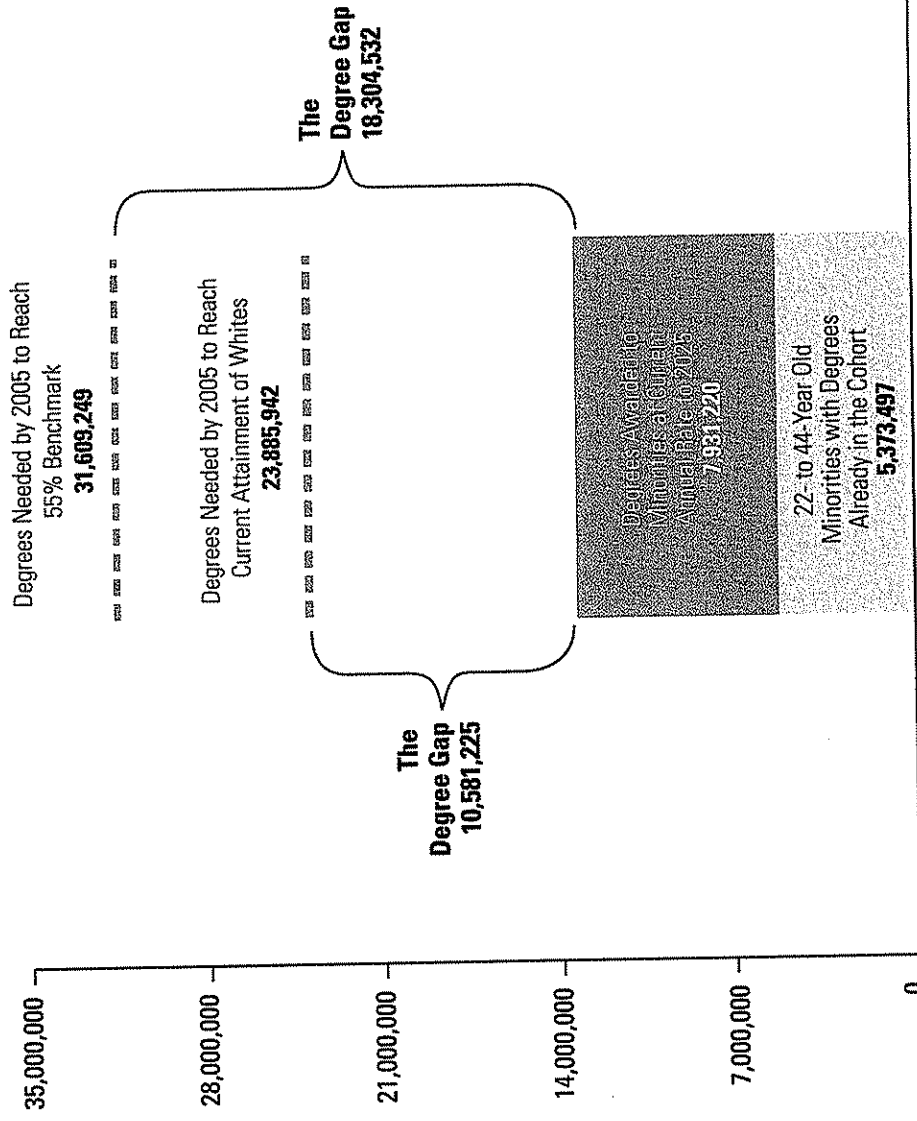 Degrees Needed by 2005 to Reach
55% Benchmark
31,609,249
Degrees Needed by 2005 to Reach
Current Attainment of Whites
23,885,942
The
Degree Gap
18,304,532
The
Degree Gap
10,581,225
Degrees Awarded to
Minorities at Current
Annual Rate to 2025
7,931,220
22- to 44-Year Old
Minorities with Degrees
Already in the Cohort
5,373,497
35,000,000
28,000,000
21,000,000
14,000,000
7,000,000
0